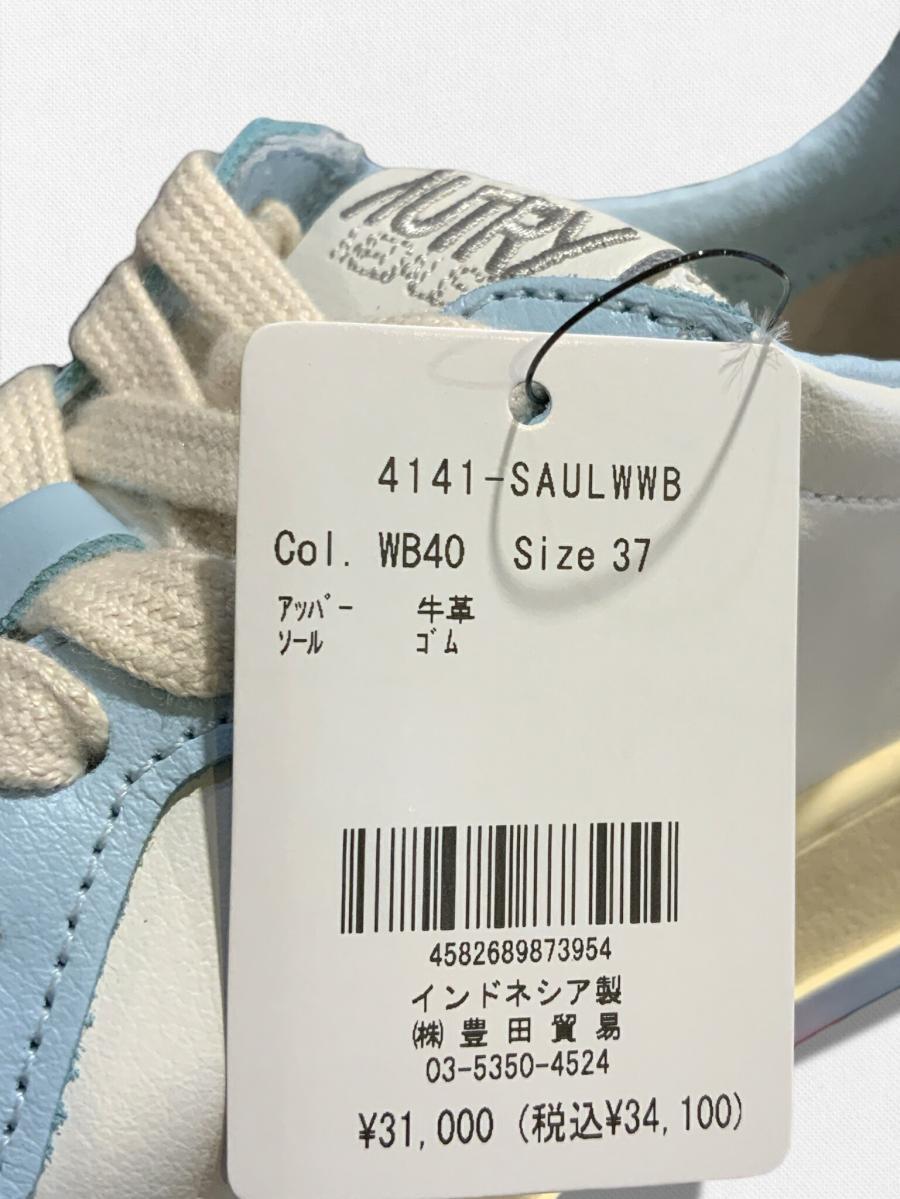 AUTRY
4141-SAULWWB
Col. WB40 Size 37
ｱｯﾊﾟｰ 牛革
ｿｰﾙ ｺﾞﾑ
4582689873954
インドネシア製
㈱ 豊田貿易
03-5350-4524
¥31,000 (税込¥34,100)